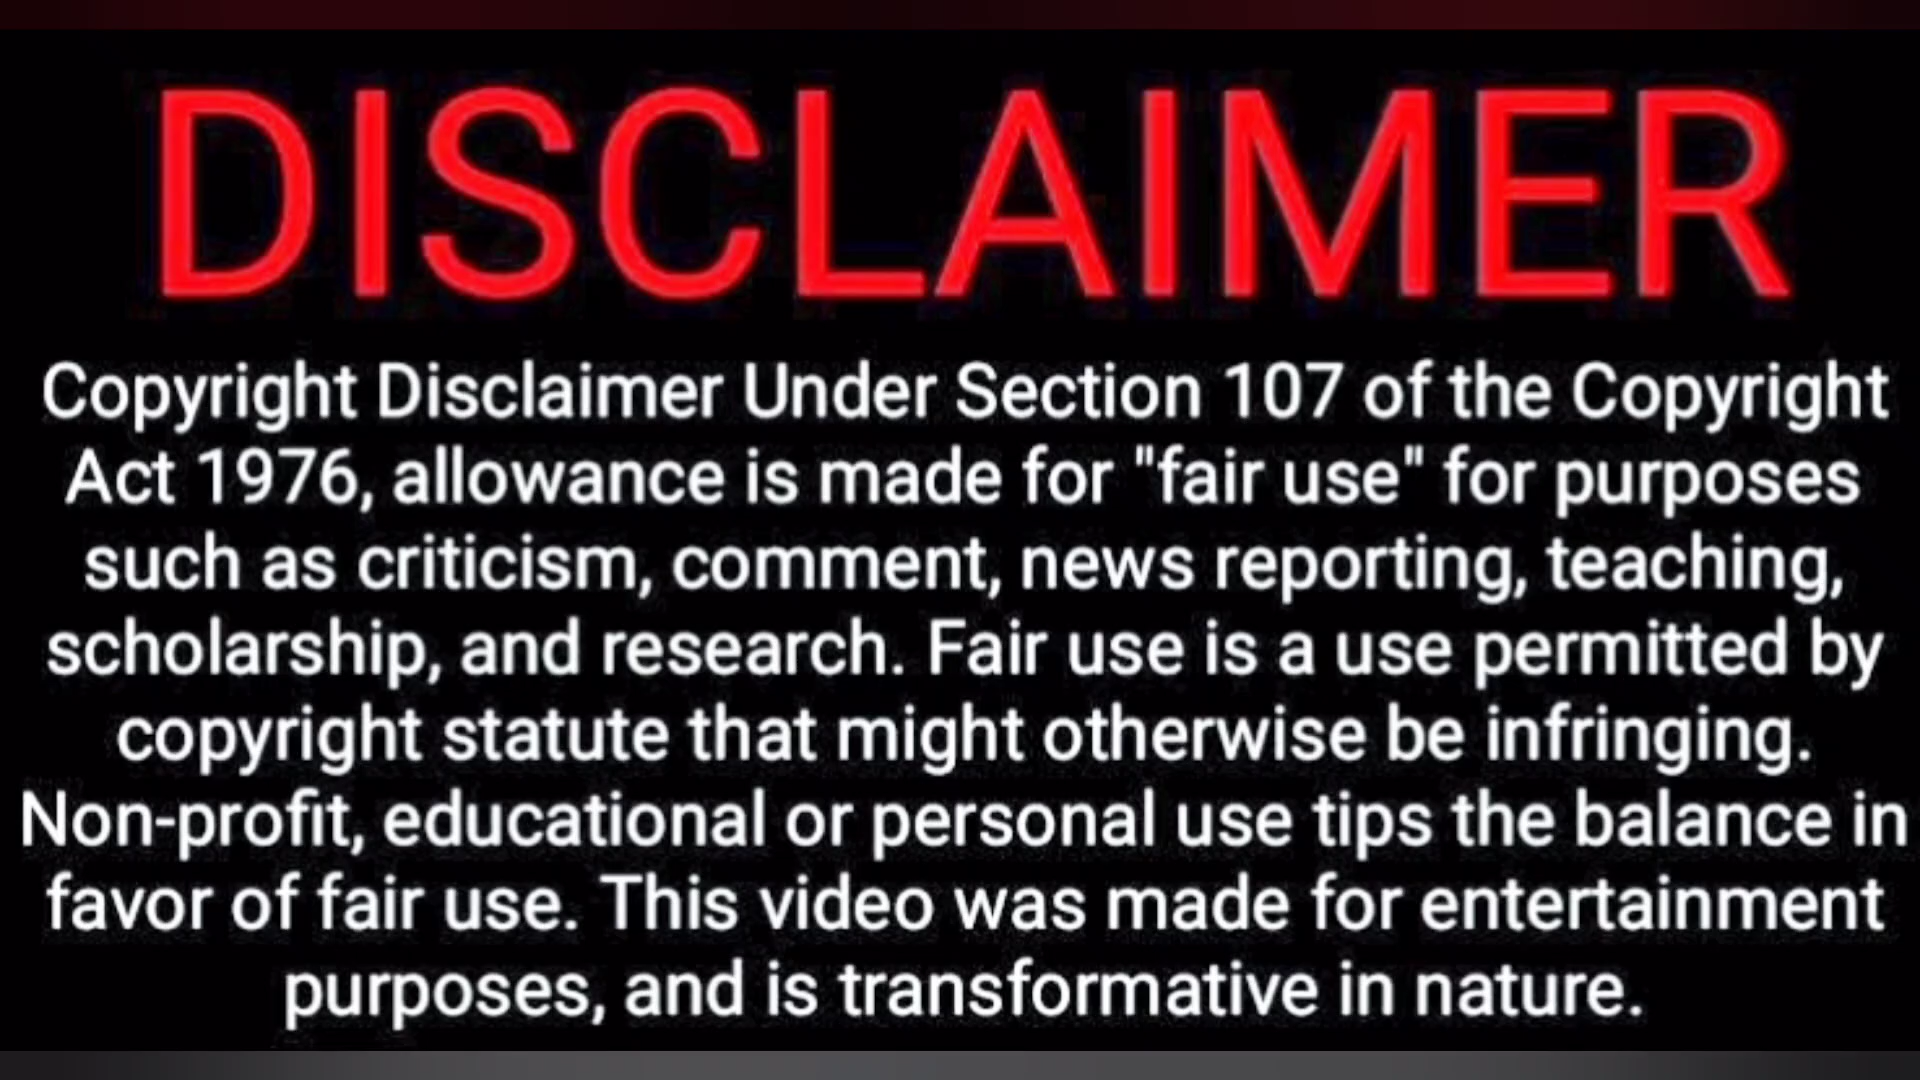 DISCLAIMER
Copyright Disclaimer Under Section 107 of the Copyright
Act 1976, allowance is made for "fair use" for purposes
such as criticism, comment, news reporting, teaching,
scholarship, and research. Fair use is a use permitted by
copyright statute that might otherwise be infringing.
Non-profit, educational or personal use tips the balance in
favor of fair use. This video was made for entertainment
purposes, and is transformative in nature.